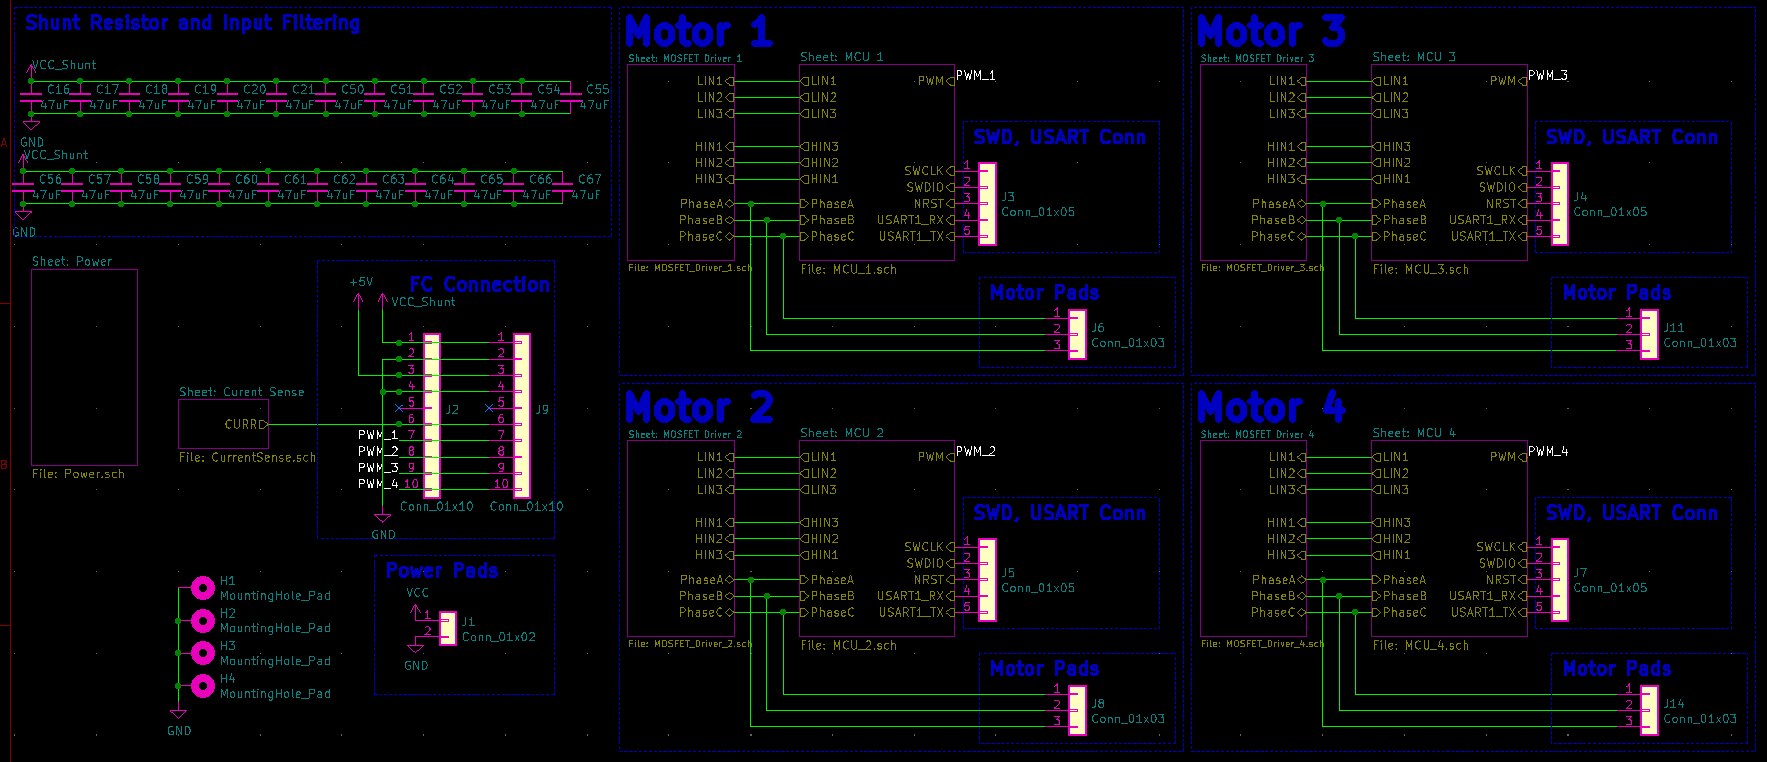 Shunt Resistor and Input Filtering
VCC_Shunt
C16 C17 C18 C19 C20 C21 C50 C51 C52 C53 C54 C55
47uF 47uF 47uF 47uF 47uF 47uF 47uF 47uF 47uF 47uF 47uF 47uF
GND
VCC_Shunt
C56 C57 C58 C59 C60 C61 C62 C63 C64 C65 C66 C67
47uF 47uF 47uF 47uF 47uF 47uF 47uF 47uF 47uF 47uF 47uF 47uF
GND
A
B
Sheet: Power
File: Power.sch
Sheet: Curent Sense
CURR
File: CurrentSense.sch
FC Connection
+5V
VCC_Shunt
1 1
2 2
3 3
4 4
5 J2 5 J9
6 6
PWM_1 7 7
PWM_2 8 8
PWM_3 9 9
PWM_4 10 10
Conn_01x10 Conn_01x10
GND
H1
MountingHole_Pad
H2
MountingHole_Pad
H3
MountingHole_Pad
H4
MountingHole_Pad
GND
Power Pads
VCC
1
2
J1
Conn_01x02
GND
Motor 1
Sheet: MOSFET Driver 1
Sheet: MCU 1
LIN1 LIN1 PWM PWM_1
LIN2 LIN2
LIN3 LIN3
HIN1 HIN3
HIN2 HIN2
HIN3 HIN1
PhaseA PhaseA
PhaseB PhaseB
PhaseC PhaseC
SWD, USART Conn
SWCLK 1
SWDIO 2
NRST 3
USART1_RX 4
USART1_TX 5
J3
Conn_01x05
File: MOSFET_Driver_1.sch
File: MCU_1.sch
Motor Pads
1
2
3
J6
Conn_01x03
Motor 2
Sheet: MOSFET Driver 2
Sheet: MCU 2
LIN1 LIN1 PWM PWM_2
LIN2 LIN2
LIN3 LIN3
HIN1 HIN3
HIN2 HIN2
HIN3 HIN1
PhaseA PhaseA
PhaseB PhaseB
PhaseC PhaseC
SWD, USART Conn
SWCLK 1
SWDIO 2
NRST 3
USART1_RX 4
USART1_TX 5
J5
Conn_01x05
File: MOSFET_Driver_2.sch
File: MCU_2.sch
Motor Pads
1
2
3
J8
Conn_01x03
Motor 3
Sheet: MOSFET Driver 3
Sheet: MCU 3
LIN1 LIN1 PWM PWM_3
LIN2 LIN2
LIN3 LIN3
HIN1 HIN3
HIN2 HIN2
HIN3 HIN1
PhaseA PhaseA
PhaseB PhaseB
PhaseC PhaseC
SWD, USART Conn
SWCLK 1
SWDIO 2
NRST 3
USART1_RX 4
USART1_TX 5
J4
Conn_01x05
File: MOSFET_Driver_3.sch
File: MCU_3.sch
Motor Pads
1
2
3
J11
Conn_01x03
Motor 4
Sheet: MOSFET Driver 4
Sheet: MCU 4
LIN1 LIN1 PWM PWM_4
LIN2 LIN2
LIN3 LIN3
HIN1 HIN3
HIN2 HIN2
HIN3 HIN1
PhaseA PhaseA
PhaseB PhaseB
PhaseC PhaseC
SWD, USART Conn
SWCLK 1
SWDIO 2
NRST 3
USART1_RX 4
USART1_TX 5
J7
Conn_01x05
File: MOSFET_Driver_4.sch
File: MCU_4.sch
Motor Pads
1
2
3
J14
Conn_01x03